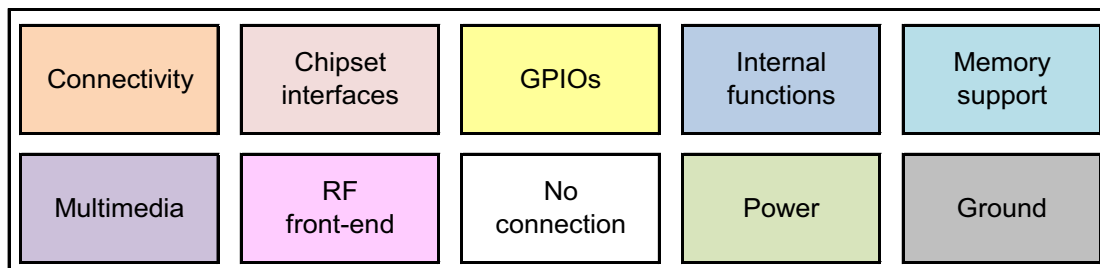 Connectivity
Chipset
interfaces
GPIOs
Internal
functions
Memory
support
Multimedia
RF
front-end
No
connection
Power
Ground